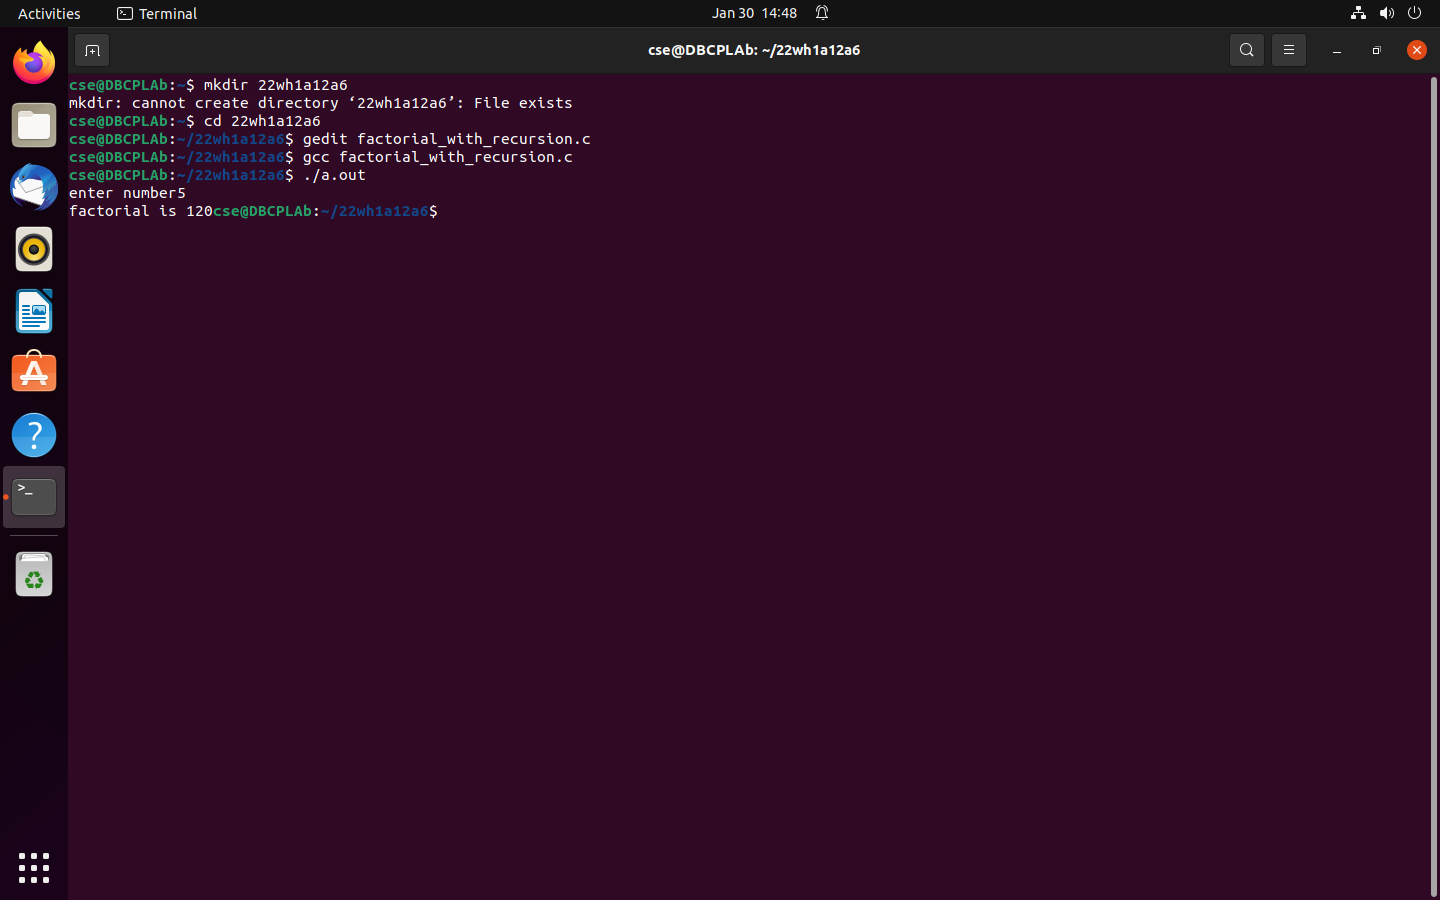 Activities
Terminal
Jan 30 14:48
cse@DBCPLAb: ~/22wh1a12a6
cse@DBCPLAb:~$ mkdir 22wh1a12a6
mkdir: cannot create directory ‘22wh1a12a6’: File exists
cse@DBCPLAb:~$ cd 22wh1a12a6
cse@DBCPLAb:~/22wh1a12a6$ gedit factorial_with_recursion.c
cse@DBCPLAb:~/22wh1a12a6$ gcc factorial_with_recursion.c
cse@DBCPLAb:~/22wh1a12a6$ ./a.out
enter number5
factorial is 120cse@DBCPLAb:~/22wh1a12a6$